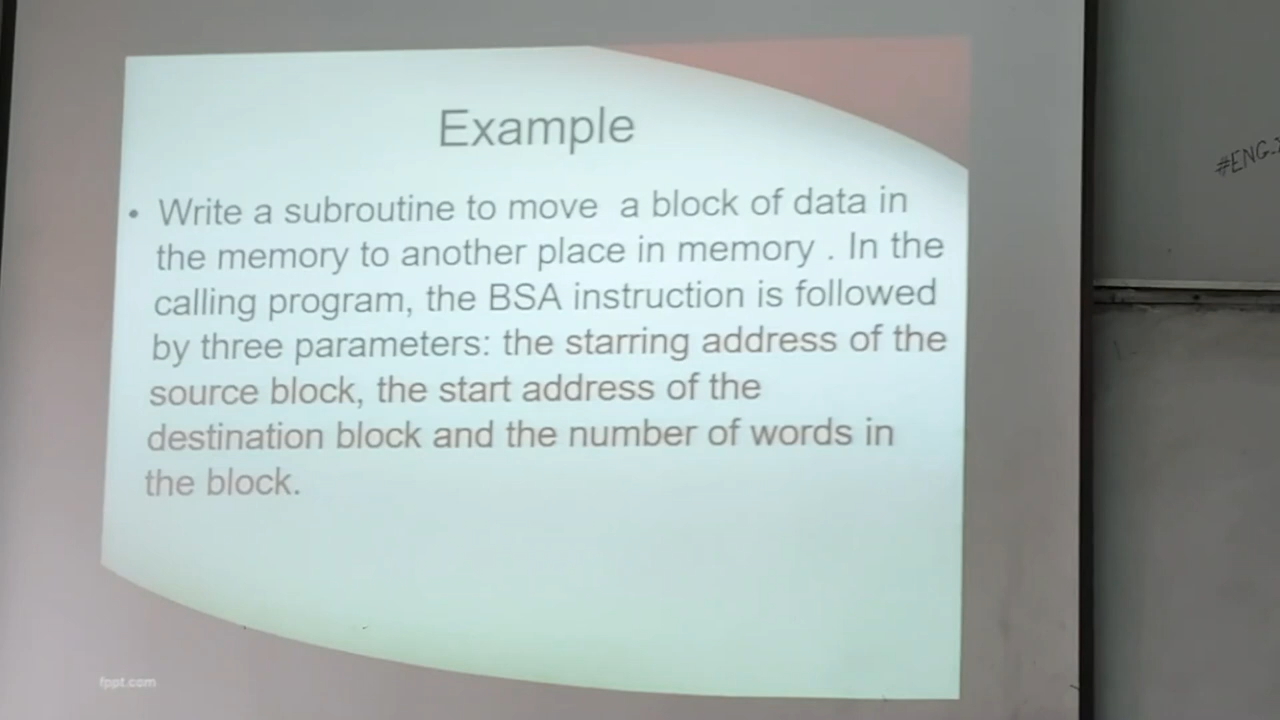 Example
• Write a subroutine to move a block of data in
the memory to another place in memory . In the
calling program, the BSA instruction is followed
by three parameters: the starring address of the
source block, the start address of the
destination block and the number of words in
the block.
fppt.com
#ENG